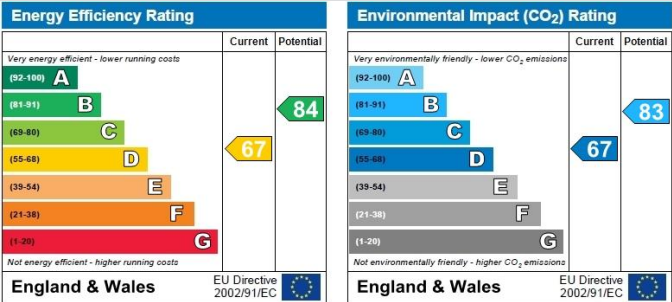 Energy Efficiency Rating
Current Potential
Very energy efficient - lower running costs
(92-100) A
(81-91) B
(69-80) C
(55-68) D
(39-54) E
(21-38) F
(1-20) G
67
84
Not energy efficient - higher running costs
England & Wales
EU Directive
2002/91/EC
Environmental Impact (CO₂) Rating
Current Potential
Very environmentally friendly - lower CO₂ emissions
(92-100) A
(81-91) B
(69-80) C
(55-68) D
(39-54) E
(21-38) F
(1-20) G
67
83
Not environmentally friendly - higher CO₂ emissions
England & Wales
EU Directive
2002/91/EC